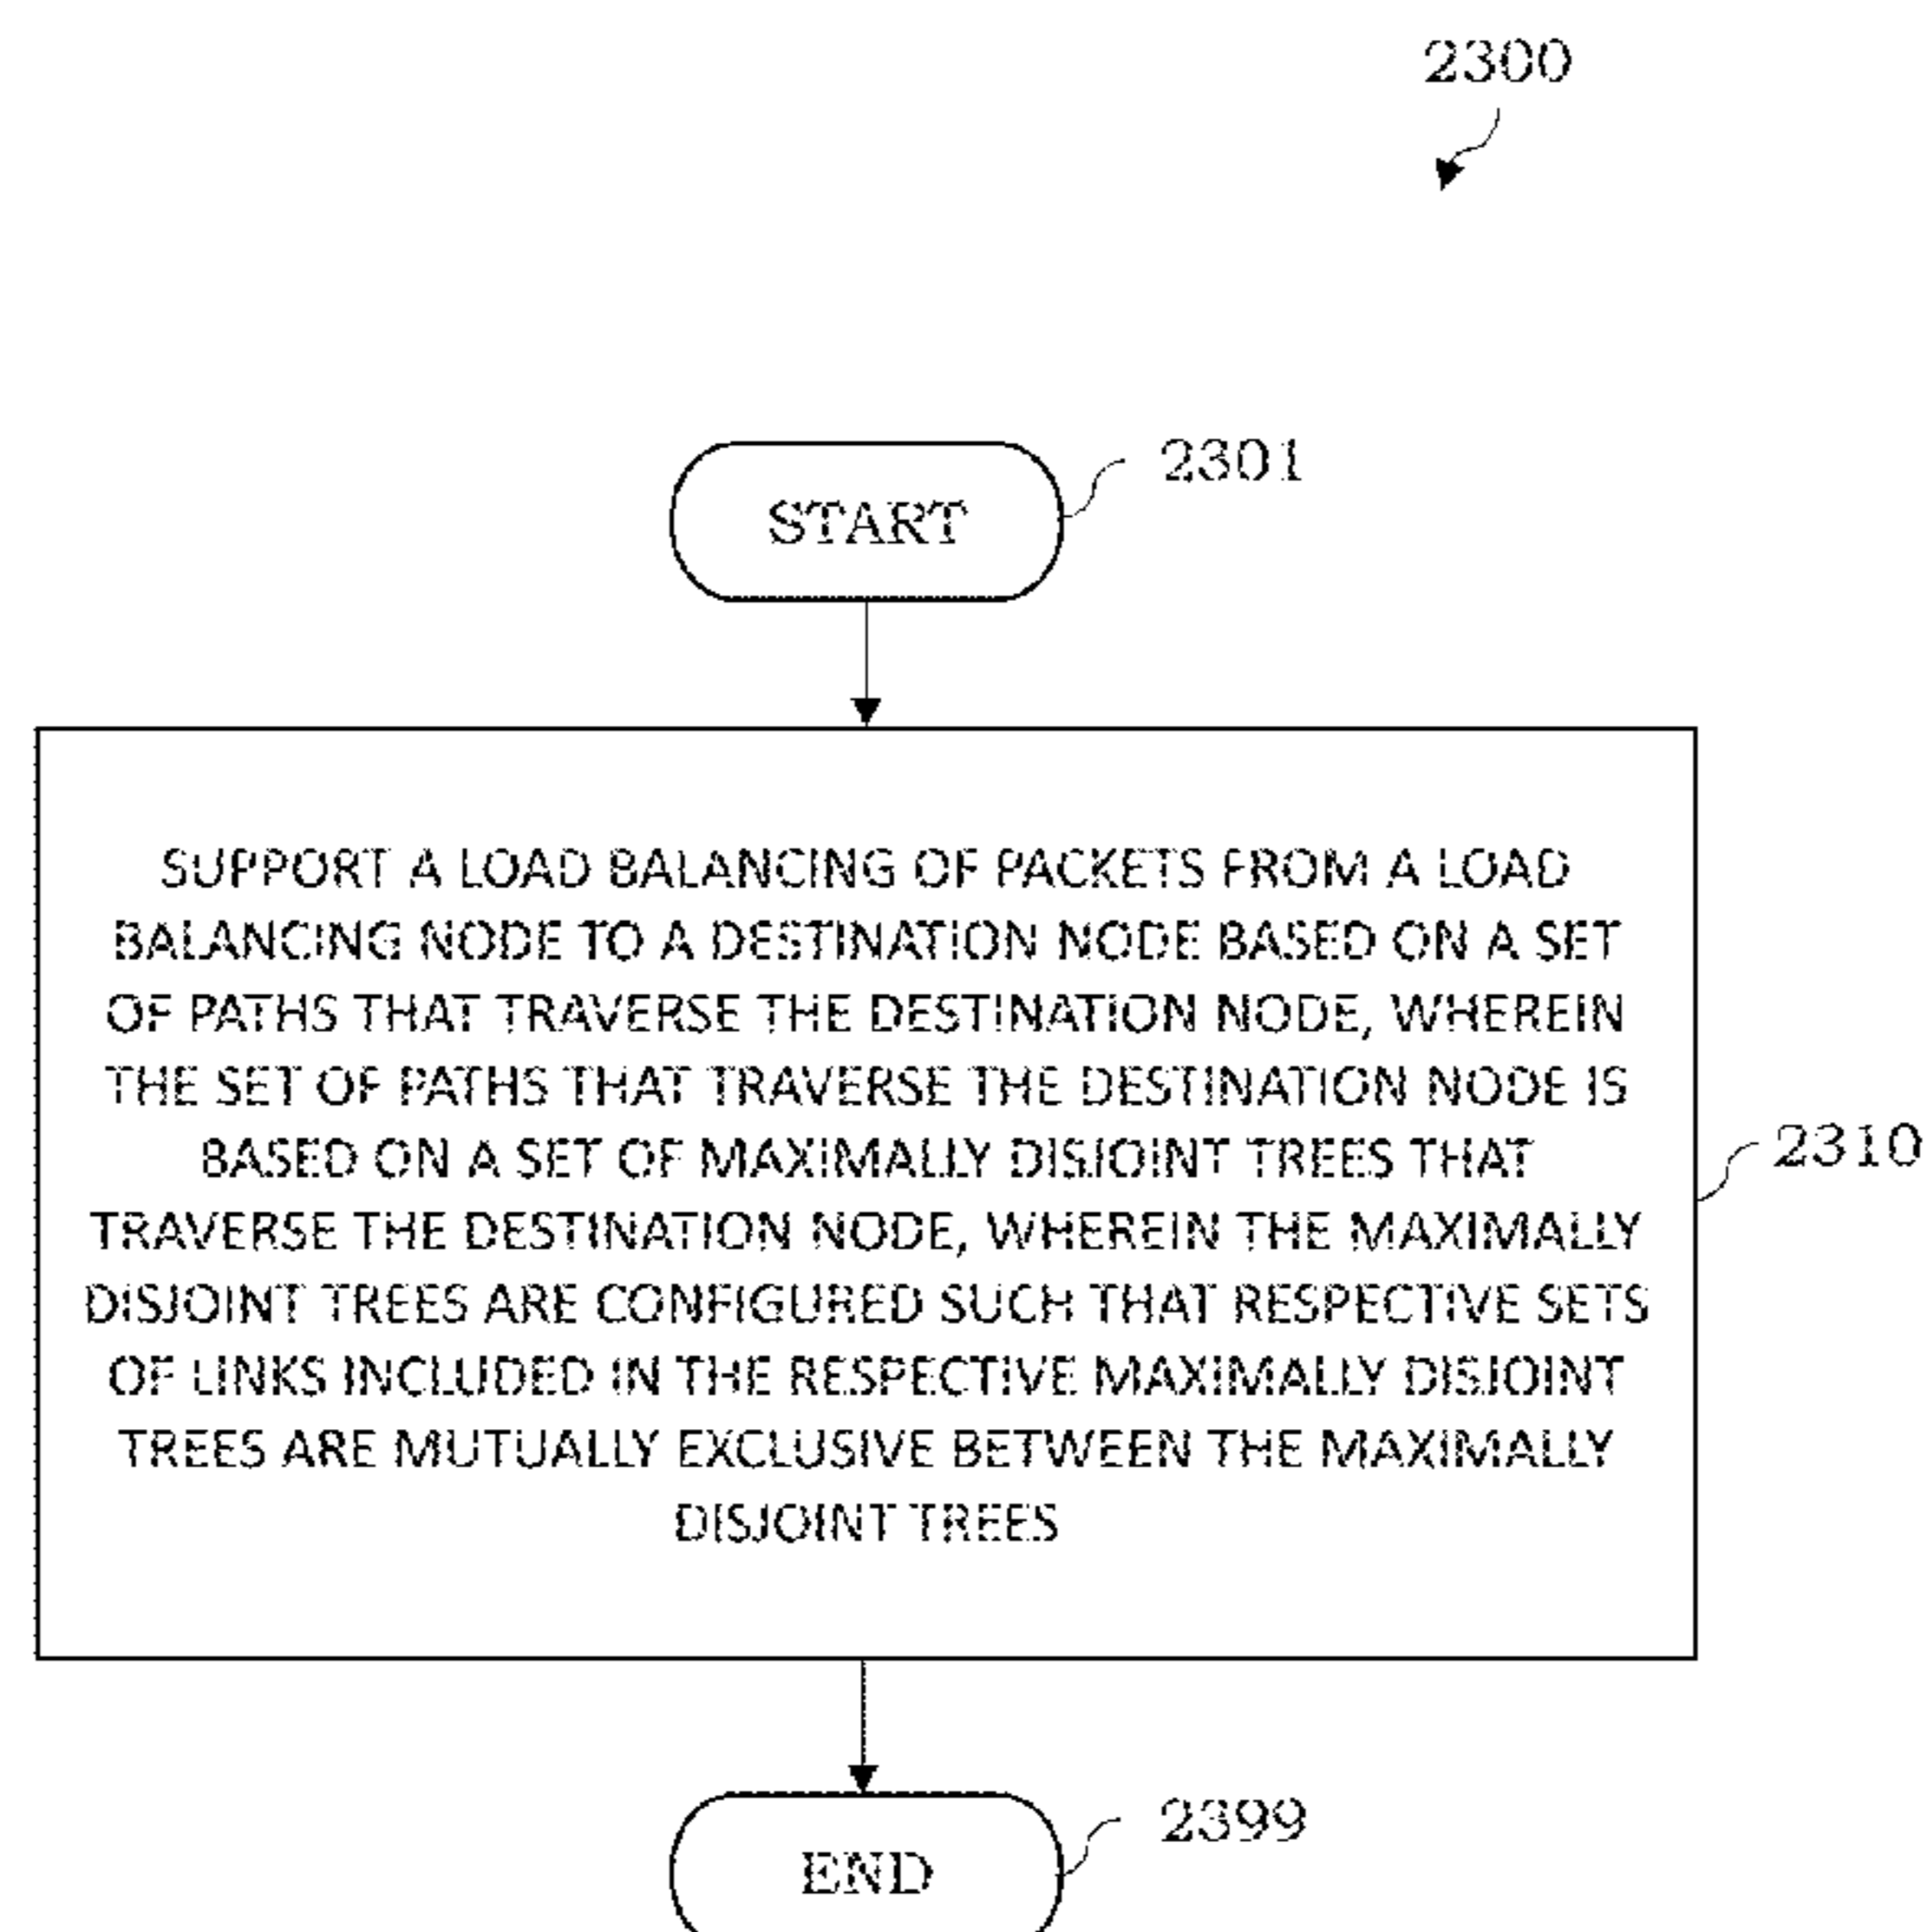 2300
2301
START
SUPPORT A LOAD BALANCING OF PACKETS FROM A LOAD
BALANCING NODE TO A DESTINATION NODE BASED ON A SET
OF PATHS THAT TRAVERSE THE DESTINATION NODE, WHEREIN
THE SET OF PATHS THAT TRAVERSE THE DESTINATION NODE IS
BASED ON A SET OF MAXIMALLY DISJOINT TREES THAT
TRAVERSE THE DESTINATION NODE, WHEREIN THE MAXIMALLY
DISJOINT TREES ARE CONFIGURED SUCH THAT RESPECTIVE SETS
OF LINKS INCLUDED IN THE RESPECTIVE MAXIMALLY DISJOINT
TREES ARE MUTUALLY EXCLUSIVE BETWEEN THE MAXIMALLY
DISJOINT TREES
2310
2399
END